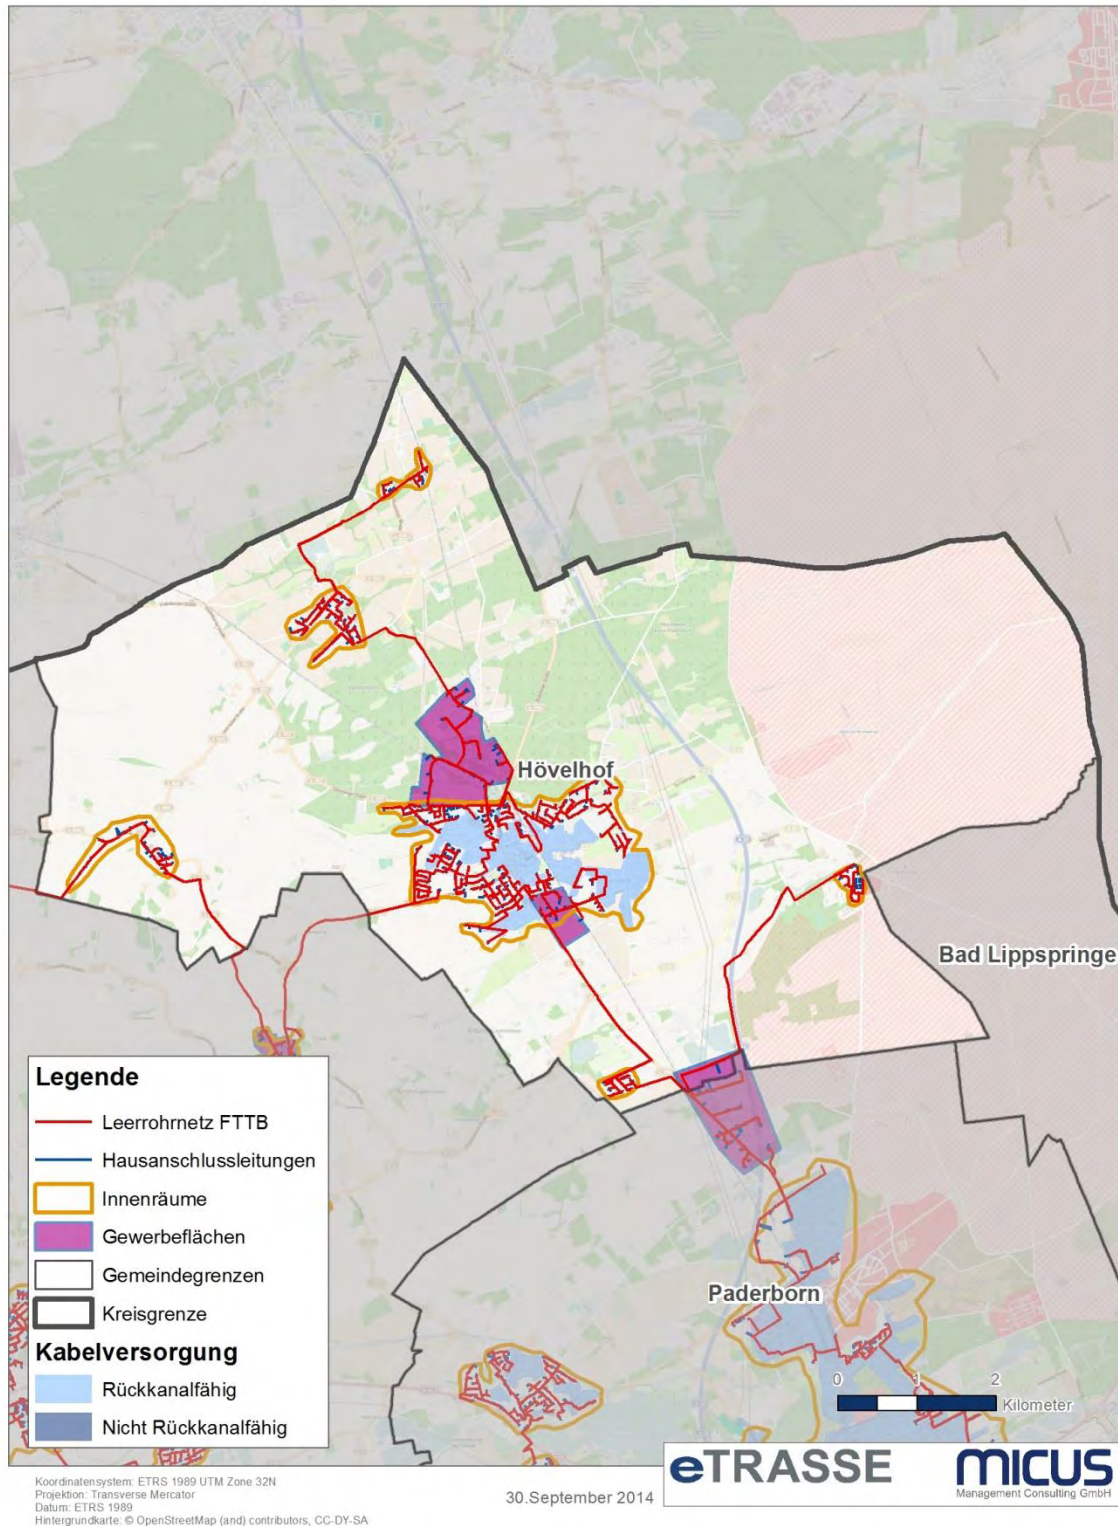 Hövelhof
Bad Lippspringe
Paderborn
Legende
Leerrohrnetz FTTB
Hausanschlussleitungen
Innenräume
Gewerbeflächen
Gemeindegrenzen
Kreisgrenze
Kabelversorgung
Rückkanalfähig
Nicht Rückkanalfähig
0 1 2
Kilometer
eTRASSE
micus
Management Consulting GmbH
30.September 2014
Koordinatensystem: ETRS 1989 UTM Zone 32N
Projektion: Transverse Mercator
Datum: ETRS 1989
Hintergrundkarte: © OpenStreetMap (and) contributors, CC-DY-SA